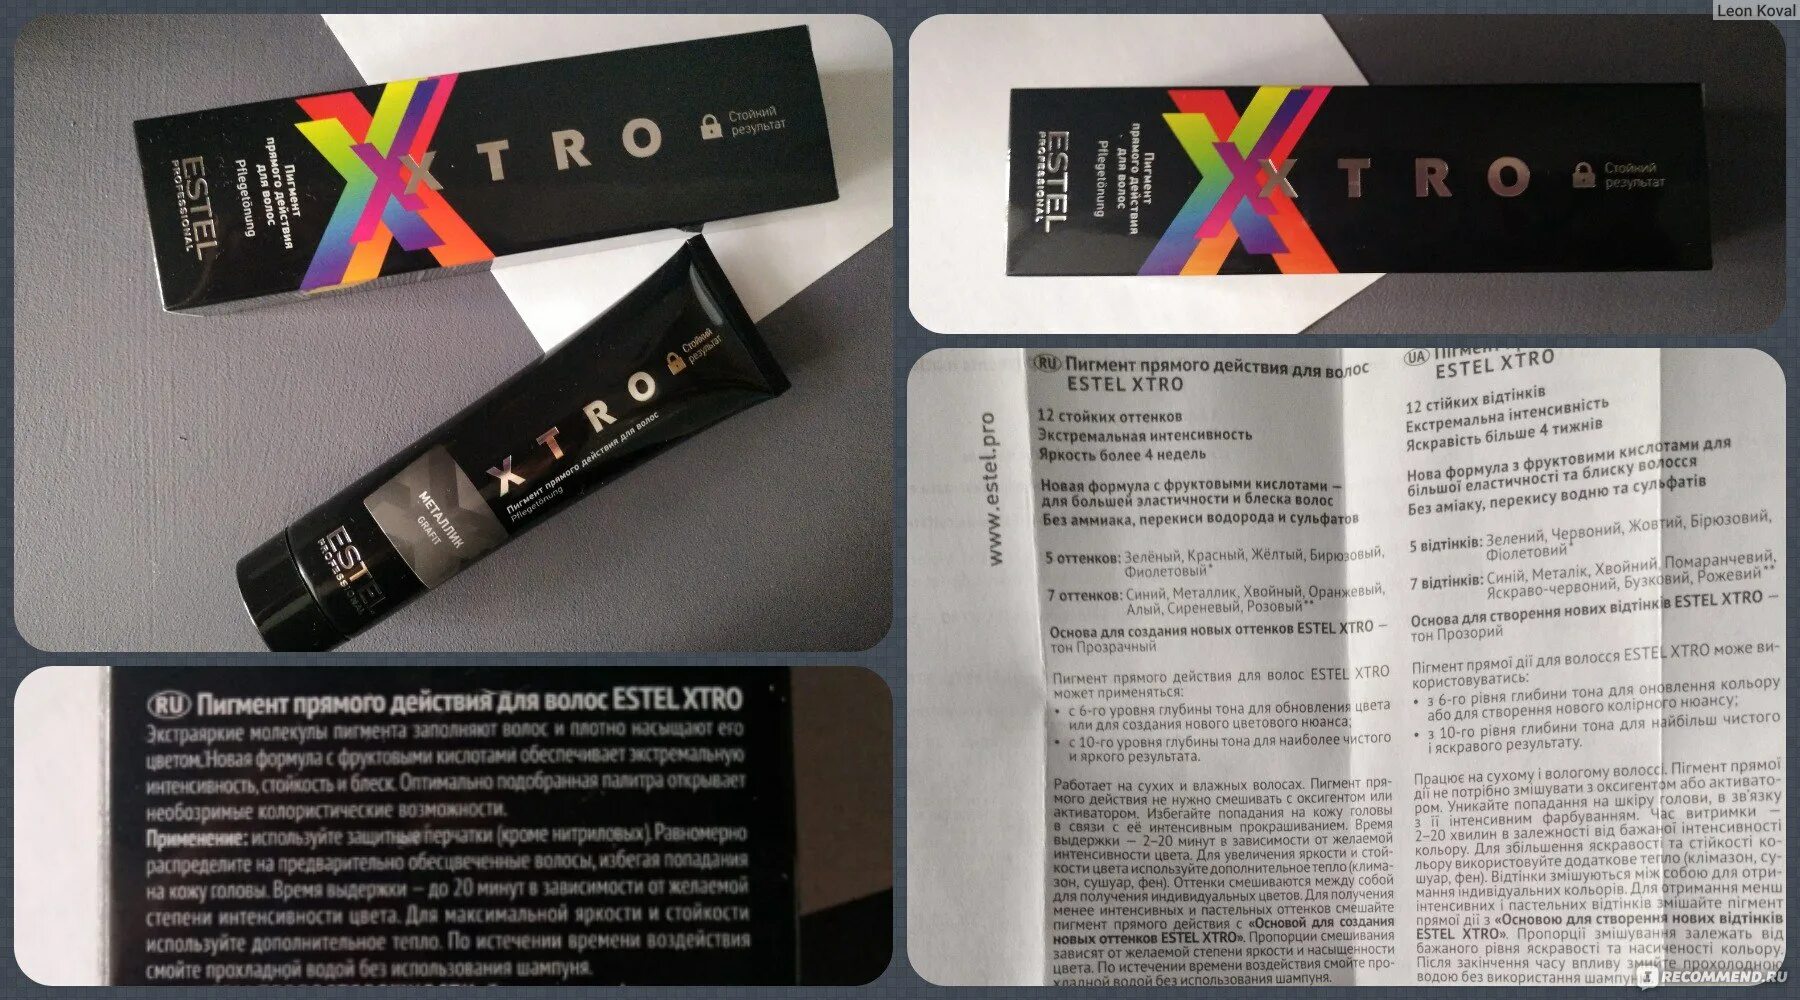 Leon Koval
ESTEL
PROFESSIONAL
Пигмент
прямого действия
для волос
Pflegetönung
XTRO
Стойкий
результат
XTRO
Пигмент прямого действия для волос
Pflegetönung
Стойкий
результат
МЕТАЛЛИК
GRAFIT
ESTEL
PROFESSIONAL
ESTEL
PROFESSIONAL
Пигмент
прямого действия
для волос
Pflegetönung
XTRO
Стойкий
результат
RU Пигмент прямого действия для волос ESTEL XTRO
Экстраяркие молекулы пигмента заполняют волос и плотно насыщают его
цветом. Новая формула с фруктовыми кислотами обеспечивает экстремальную
интенсивность, стойкость и блеск. Оптимально подобранная палитра открывает
необозримые колористические возможности.
Применение: используйте защитные перчатки (кроме нитриловых). Равномерно
распределите на предварительно обесцвеченные волосы, избегая попадания
на кожу головы. Время выдержки — до 20 минут в зависимости от желаемой
степени интенсивности цвета. Для максимальной яркости и стойкости
используйте дополнительное тепло. По истечении времени воздействия
смойте прохладной водой без использования шампуня.
www.estel.pro
RU Пигмент прямого действия для волос
ESTEL XTRO
12 стойких оттенков
Экстремальная интенсивность
Яркость более 4 недель
Новая формула с фруктовыми кислотами —
для большей эластичности и блеска волос
Без аммиака, перекиси водорода и сульфатов
5 оттенков: Зелёный, Красный, Жёлтый, Бирюзовый,
Фиолетовый*
7 оттенков: Синий, Металлик, Хвойный, Оранжевый,
Алый, Сиреневый, Розовый**
Основа для создания новых оттенков ESTEL XTRO —
тон Прозрачный
Пигмент прямого действия для волос ESTEL XTRO
может применяться:
• с 6-го уровня глубины тона для обновления цвета
или для создания нового цветового нюанса;
• с 10-го уровня глубины тона для наиболее чистого
и яркого результата.
Работает на сухих и влажных волосах. Пигмент пря-
мого действия не нужно смешивать с оксигентом или
активатором. Избегайте попадания на кожу головы
в связи с её интенсивным прокрашиванием. Время
выдержки — 2–20 минут в зависимости от желаемой
интенсивности цвета. Для увеличения яркости и стой-
кости цвета используйте дополнительное тепло (клима-
зон, сушуар, фен). Оттенки смешиваются между собой
для получения индивидуальных цветов. Для получения
менее интенсивных и пастельных оттенков смешайте
пигмент прямого действия с «Основой для создания
новых оттенков ESTEL XTRO». Пропорции смешивания
зависят от желаемой степени яркости и насыщенности
цвета. По истечении времени воздействия смойте про-
хладной водой без использования шампуня.
UA Пігмент
ESTEL XTRO
12 стійких відтінків
Екстремальна інтенсивність
Яскравість більше 4 тижнів
Нова формула з фруктовими кислотами для
більшої еластичності та блиску волосся
Без аміаку, перекису водню та сульфатів
5 відтінків: Зелений, Червоний, Жовтий, Бірюзовий,
Фіолетовий*
7 відтінків: Синій, Металік, Хвойний, Помаранчевий,
Яскраво-червоний, Бузковий, Рожевий**
Основа для створення нових відтінків ESTEL XTRO —
тон Прозорий
Пігмент прямої дії для волосся ESTEL XTRO може ви-
користовуватись:
• з 6-го рівня глибини тона для оновлення кольору
або для створення нового колірного нюансу;
• з 10-го рівня глибини тона для найбільш чистого
і яскравого результату.
Працює на сухому і вологому волоссі. Пігмент прямої
дії не потрібно змішувати з оксигентом або активато-
ром. Уникайте попадання на шкіру голови, в зв'язку
з її інтенсивним фарбуванням. Час витримки —
2–20 хвилин в залежності від бажаної інтенсивності
кольору. Для збільшення яскравості та стійкості ко-
льору використовуйте додаткове тепло (клімазон, су-
шуар, фен). Відтінки змішуються між собою для отри-
мання індивідуальних кольорів. Для отримання менш
інтенсивних і пастельних відтінків змішайте пігмент
прямої дії з «Основою для створення нових відтінків
ESTEL XTRO». Пропорції змішування залежать від
бажаного рівня яскравості та насиченості кольору.
Після закінчення часу впливу змийте прохолодною
водою без використання шампуня
IRECOMMEND.RU